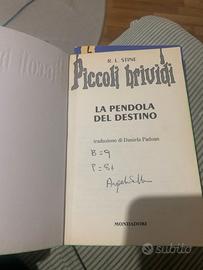 R. L. STINE
Piccoli brividi
LA PENDOLA
DEL DESTINO
traduzione di Daniela Padoan
B = 9
MONDADORI
subito